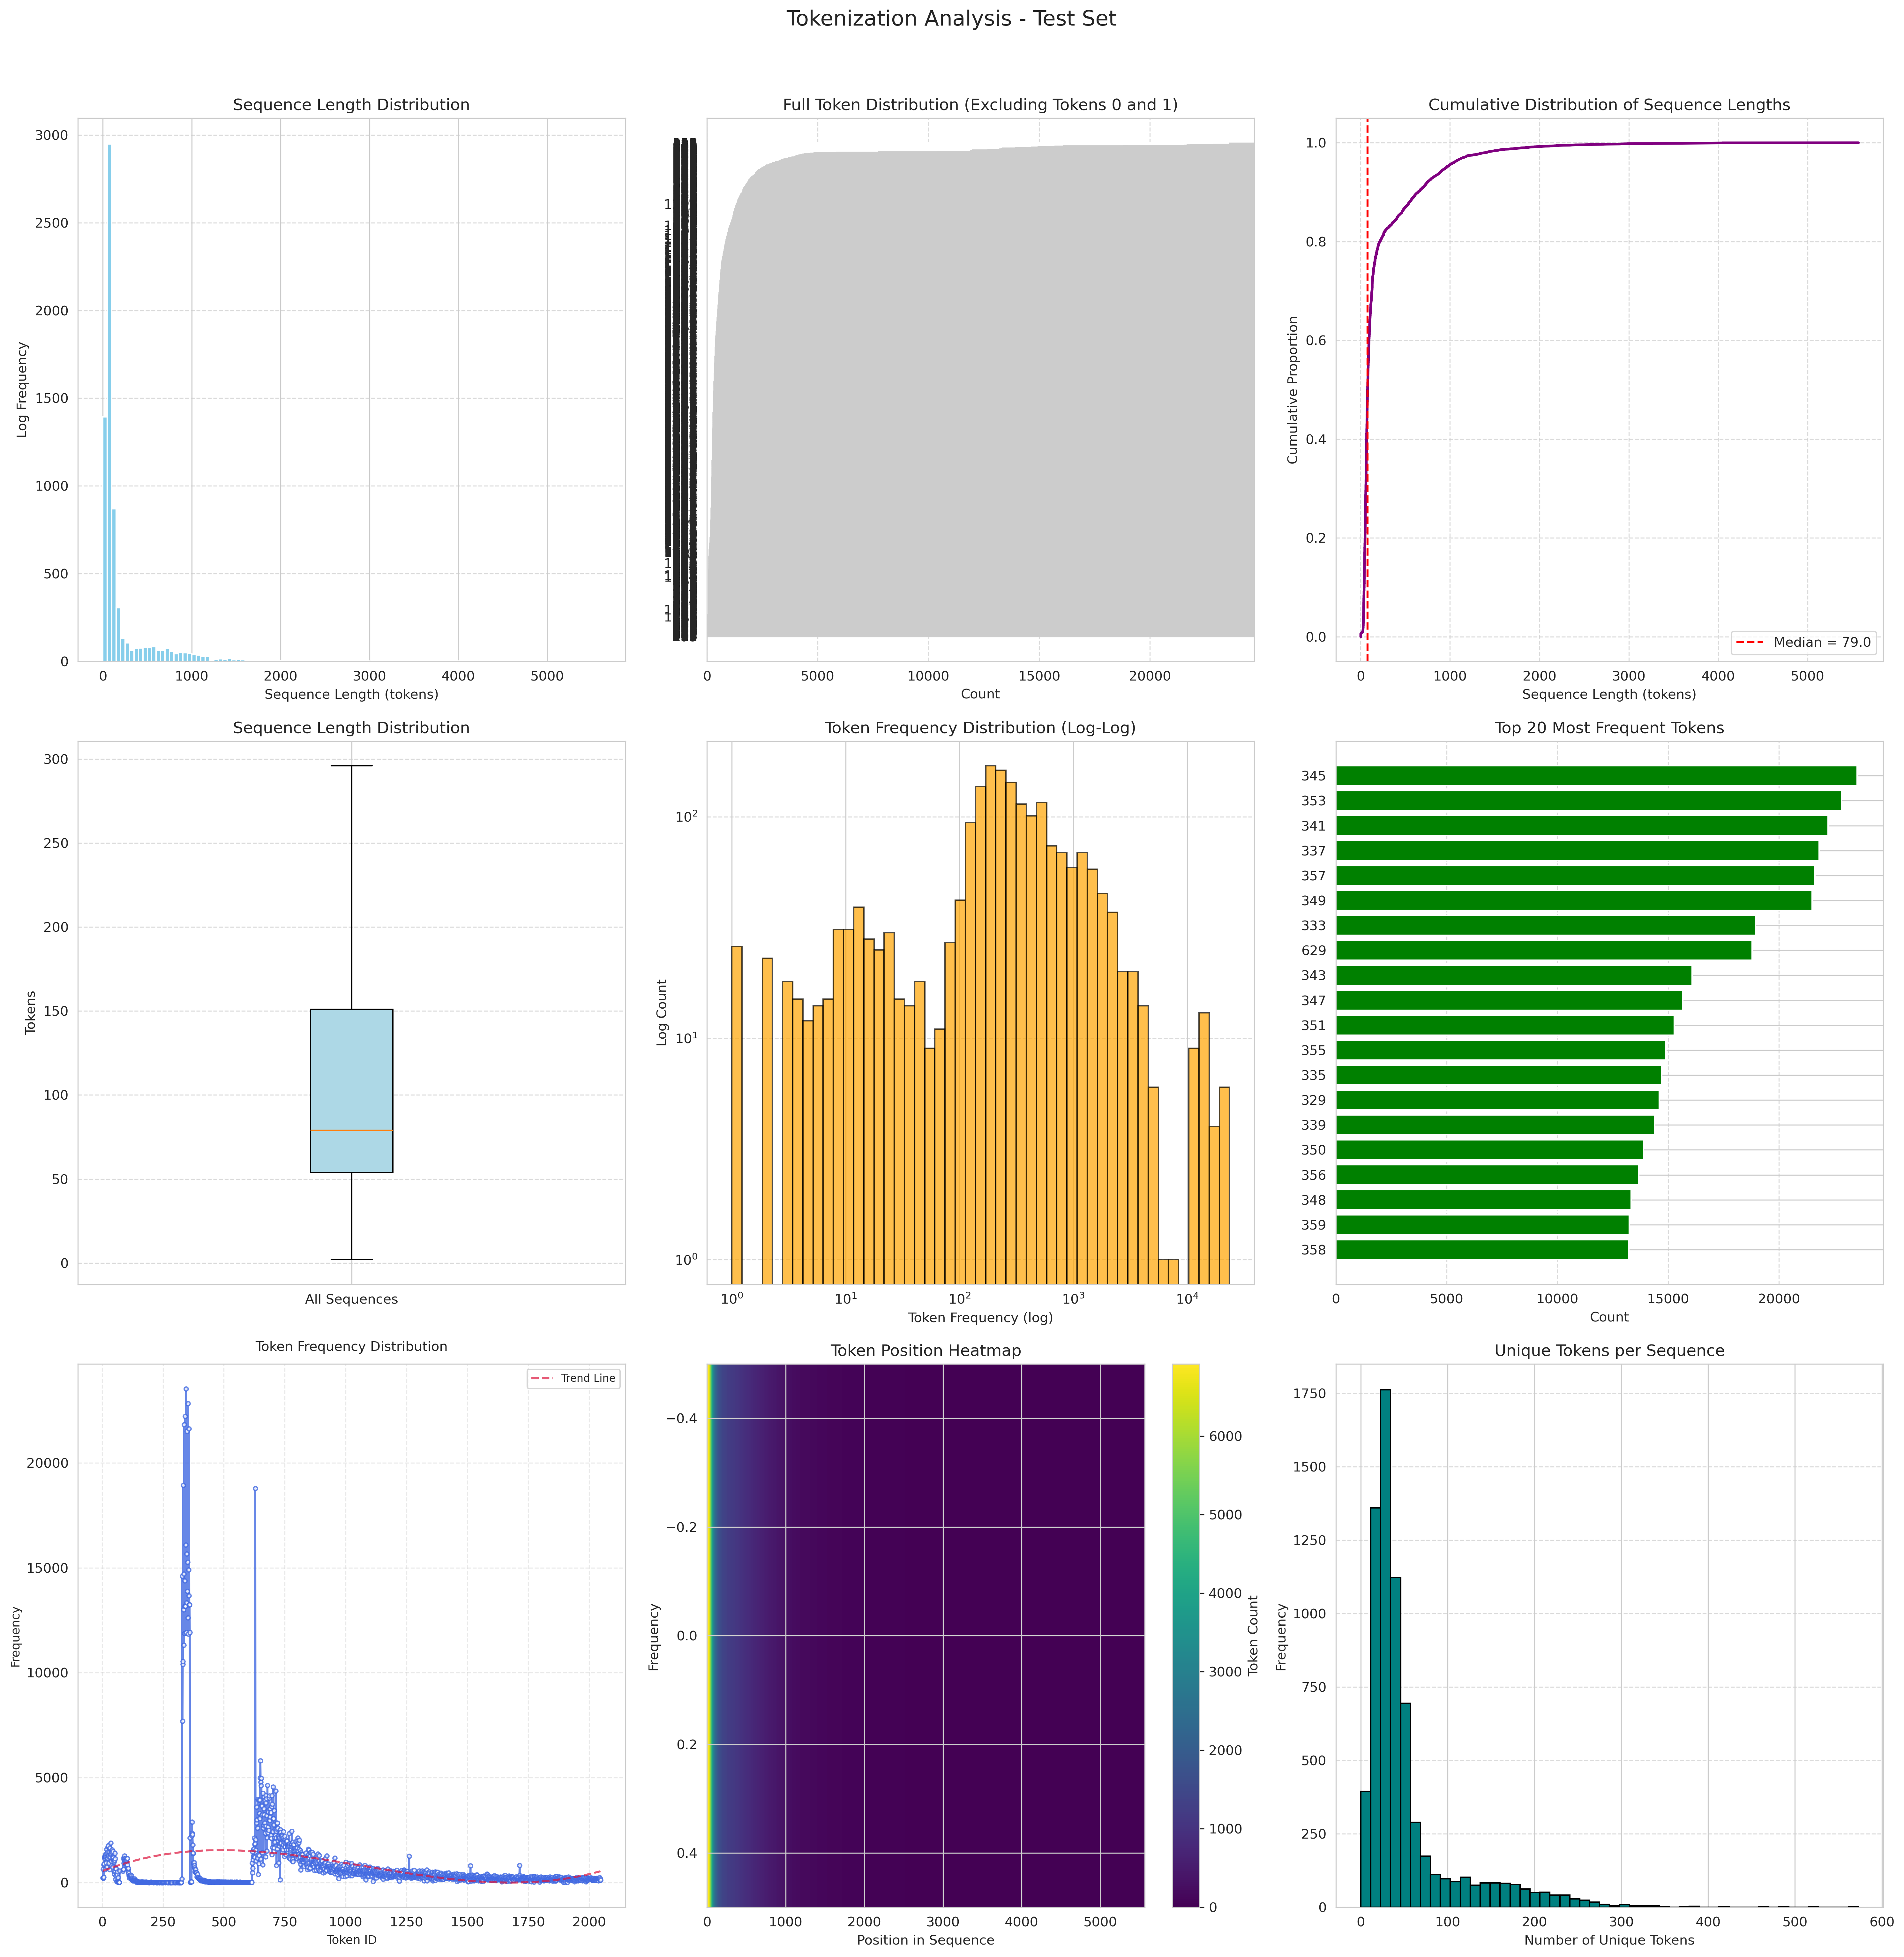 Tokenization Analysis - Test Set
Sequence Length Distribution
3000
2500
2000
1500
1000
500
0
Log Frequency
0 1000 2000 3000 4000 5000
Sequence Length (tokens)
Full Token Distribution (Excluding Tokens 0 and 1)
0 5000 10000 15000 20000
Count
Cumulative Distribution of Sequence Lengths
1.0
0.8
0.6
0.4
0.2
0.0
Cumulative Proportion
Median = 79.0
0 1000 2000 3000 4000 5000
Sequence Length (tokens)
Sequence Length Distribution
300
250
200
150
100
50
0
Tokens
All Sequences
Token Frequency Distribution (Log-Log)
10²
10¹
10⁰
Log Count
10⁰ 10¹ 10² 10³ 10⁴
Token Frequency (log)
Top 20 Most Frequent Tokens
345
353
341
337
357
349
333
629
343
347
351
355
335
329
339
350
356
348
359
358
0 5000 10000 15000 20000
Count
Token Frequency Distribution
Trend Line
20000
15000
10000
5000
0
Frequency
0 250 500 750 1000 1250 1500 1750 2000
Token ID
Token Position Heatmap
−0.4
−0.2
0.0
0.2
0.4
Frequency
0 1000 2000 3000 4000 5000
Position in Sequence
6000
5000
4000
3000
2000
1000
0
Token Count
Unique Tokens per Sequence
1750
1500
1250
1000
750
500
250
0
Frequency
0 100 200 300 400 500 600
Number of Unique Tokens